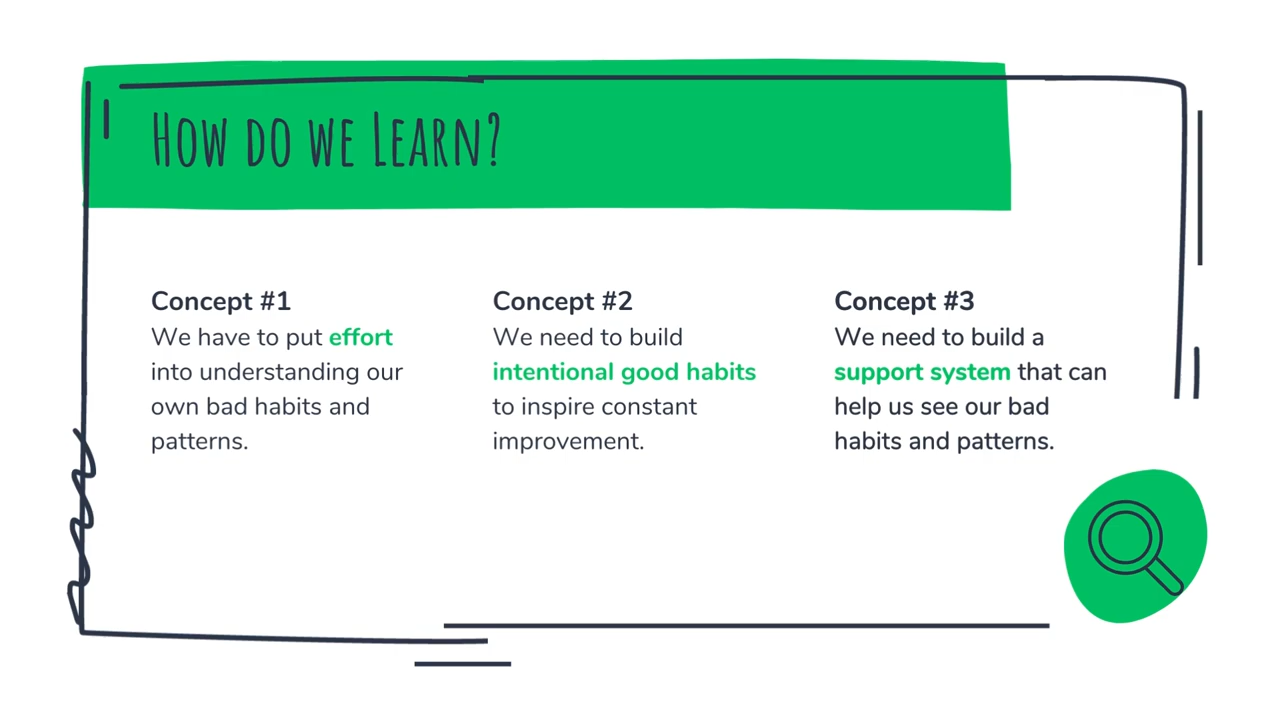 How do we Learn?
Concept #1
We have to put effort
into understanding our
own bad habits and
patterns.
Concept #2
We need to build
intentional good habits
to inspire constant
improvement.
Concept #3
We need to build a
support system that can
help us see our bad
habits and patterns.